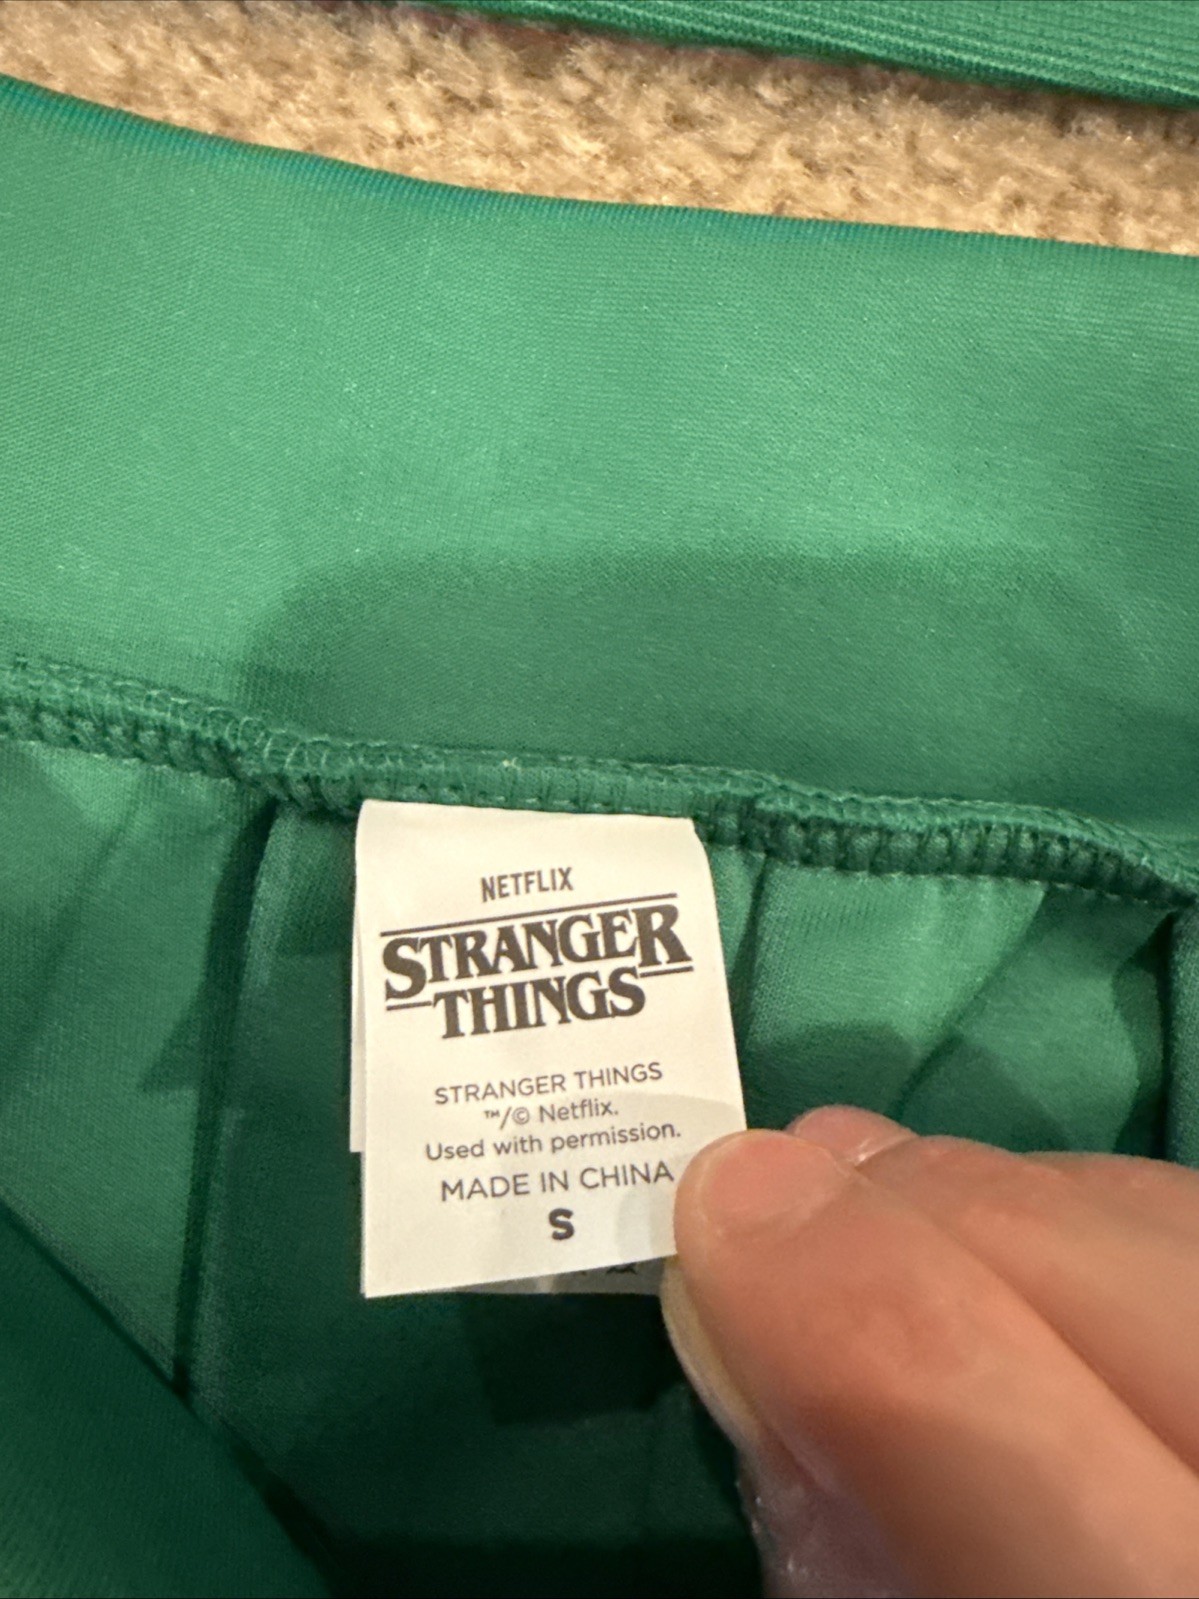 NETFLIX
STRANGER
THINGS
STRANGER THINGS
™/© Netflix.
Used with permission.
MADE IN CHINA
S